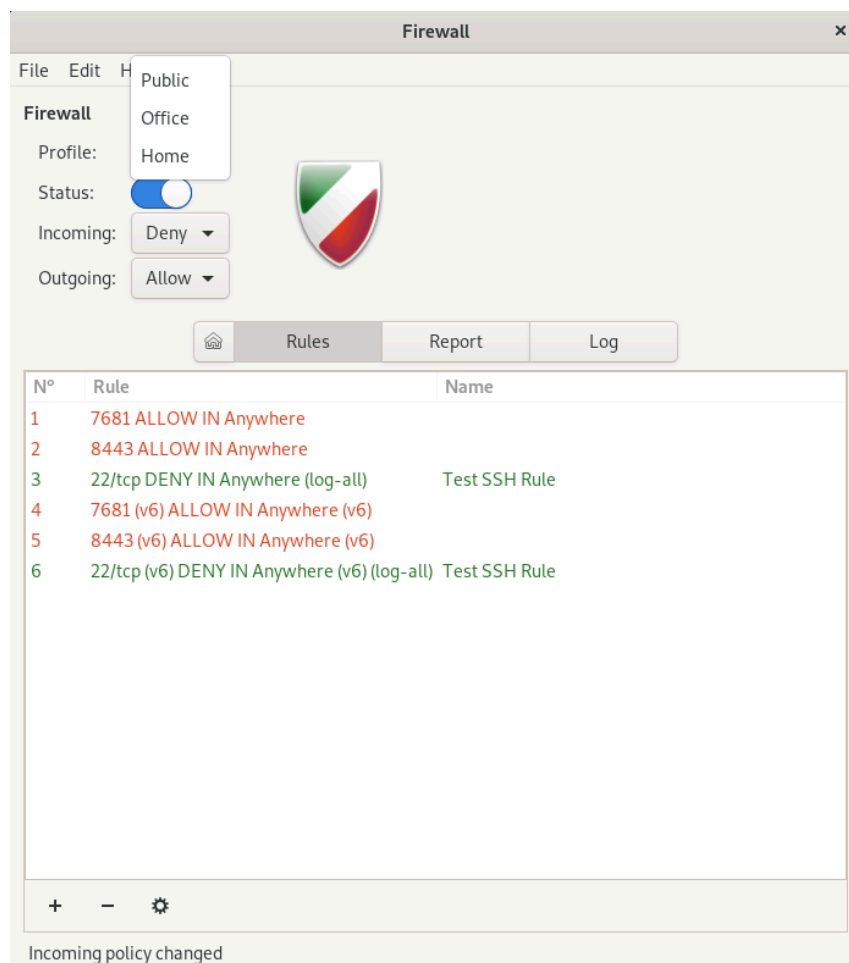 Firewall ×
File Edit H
Public
Office
Home
Firewall
Profile:
Status:
Incoming: Deny
Outgoing: Allow
Rules Report Log
Nº Rule Name
1 7681 ALLOW IN Anywhere
2 8443 ALLOW IN Anywhere
3 22/tcp DENY IN Anywhere (log-all) Test SSH Rule
4 7681 (v6) ALLOW IN Anywhere (v6)
5 8443 (v6) ALLOW IN Anywhere (v6)
6 22/tcp (v6) DENY IN Anywhere (v6) (log-all) Test SSH Rule
+ −
Incoming policy changed